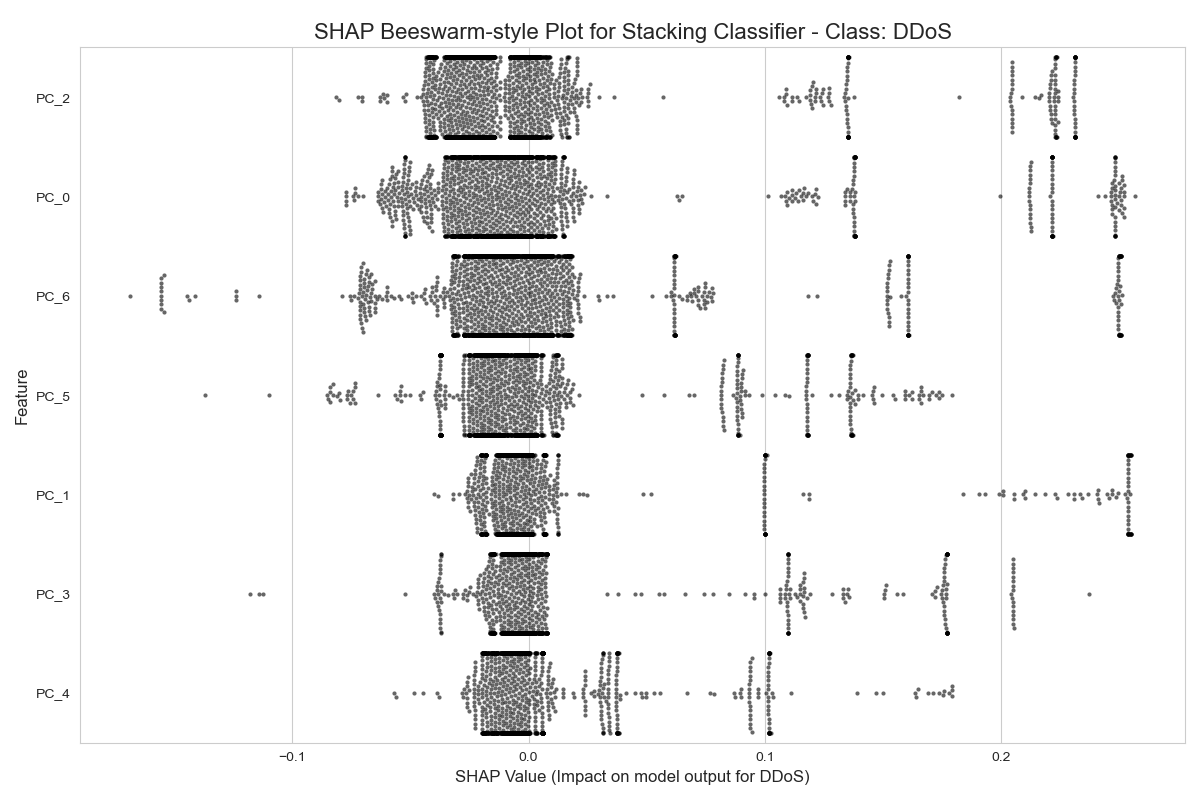 SHAP Beeswarm-style Plot for Stacking Classifier - Class: DDoS
Feature
PC_2
PC_0
PC_6
PC_5
PC_1
PC_3
PC_4
−0.1
0.0
0.1
0.2
SHAP Value (Impact on model output for DDoS)